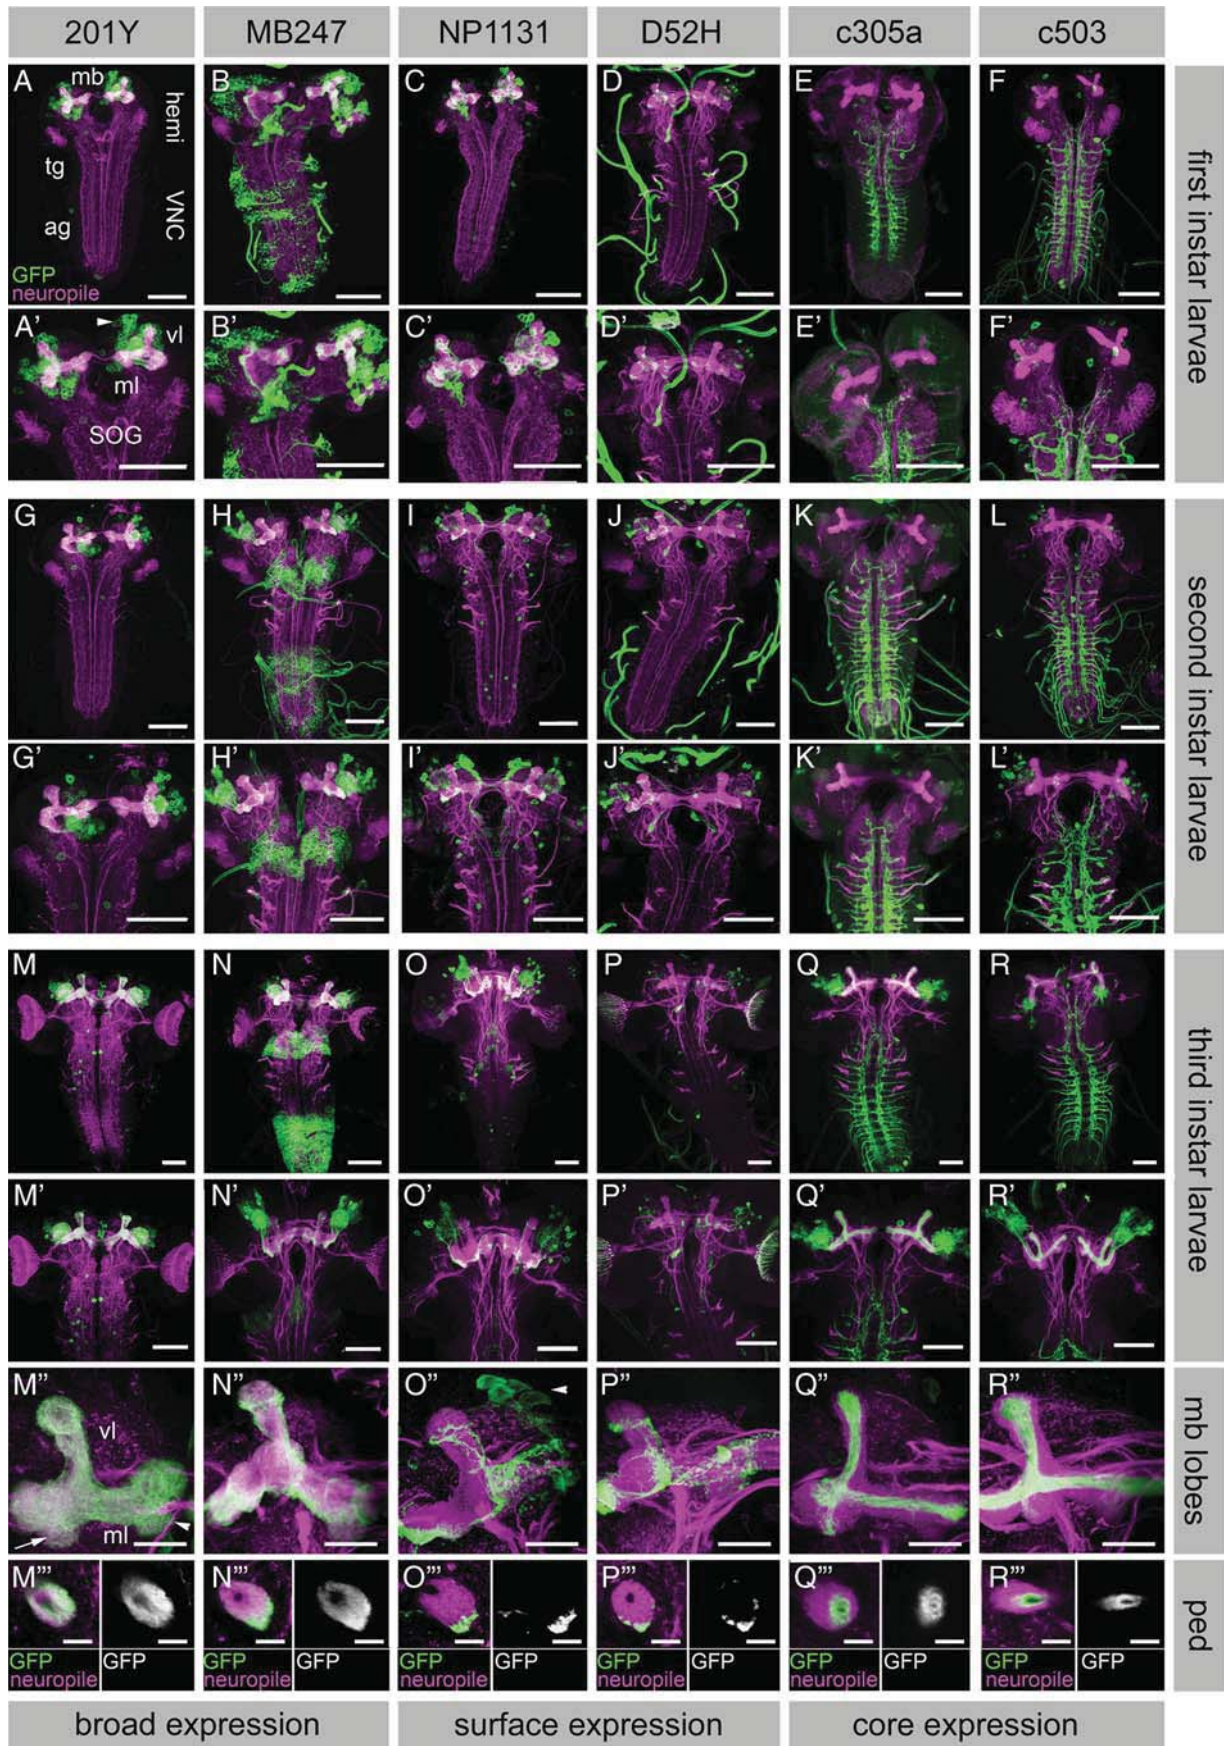 201Y MB247 NP1131 D52H c305a c503
A mb hemi tg VNC ag GFP neuropile B C D E F
first instar larvae
A' vl ml SOG B' C' D' E' F'
G H I J K L
second instar larvae
G' H' I' J' K' L'
M N O P Q R
third instar larvae
M' N' O' P' Q' R'
M" vl ml N" O" P" Q" R"
mb lobes
M"' N"' O"' P"' Q"' R"'
ped
GFP GFP GFP GFP GFP GFP GFP GFP GFP GFP GFP GFP
neuropile neuropile neuropile neuropile neuropile neuropile
broad expression surface expression core expression